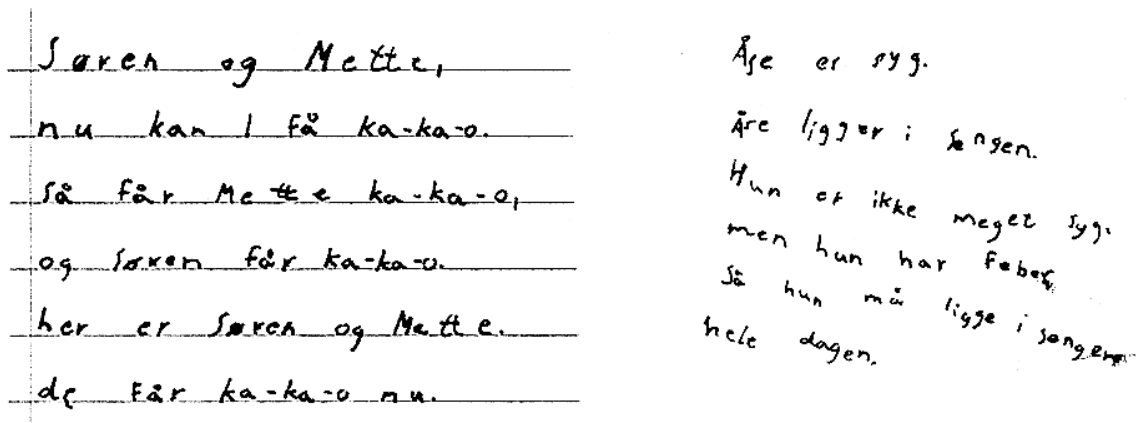 Søren og Mette,
nu kan I få ka-ka-o.
Så får Mette ka-ka-o,
og Søren får ka-ka-o.
her er Søren og Mette.
de Får ka-ka-o nu.
Åse er syg.
Åse ligger i sengen.
Hun er ikke meget syg.
men hun har feber,
Så hun må ligge i sengen
hele dagen.